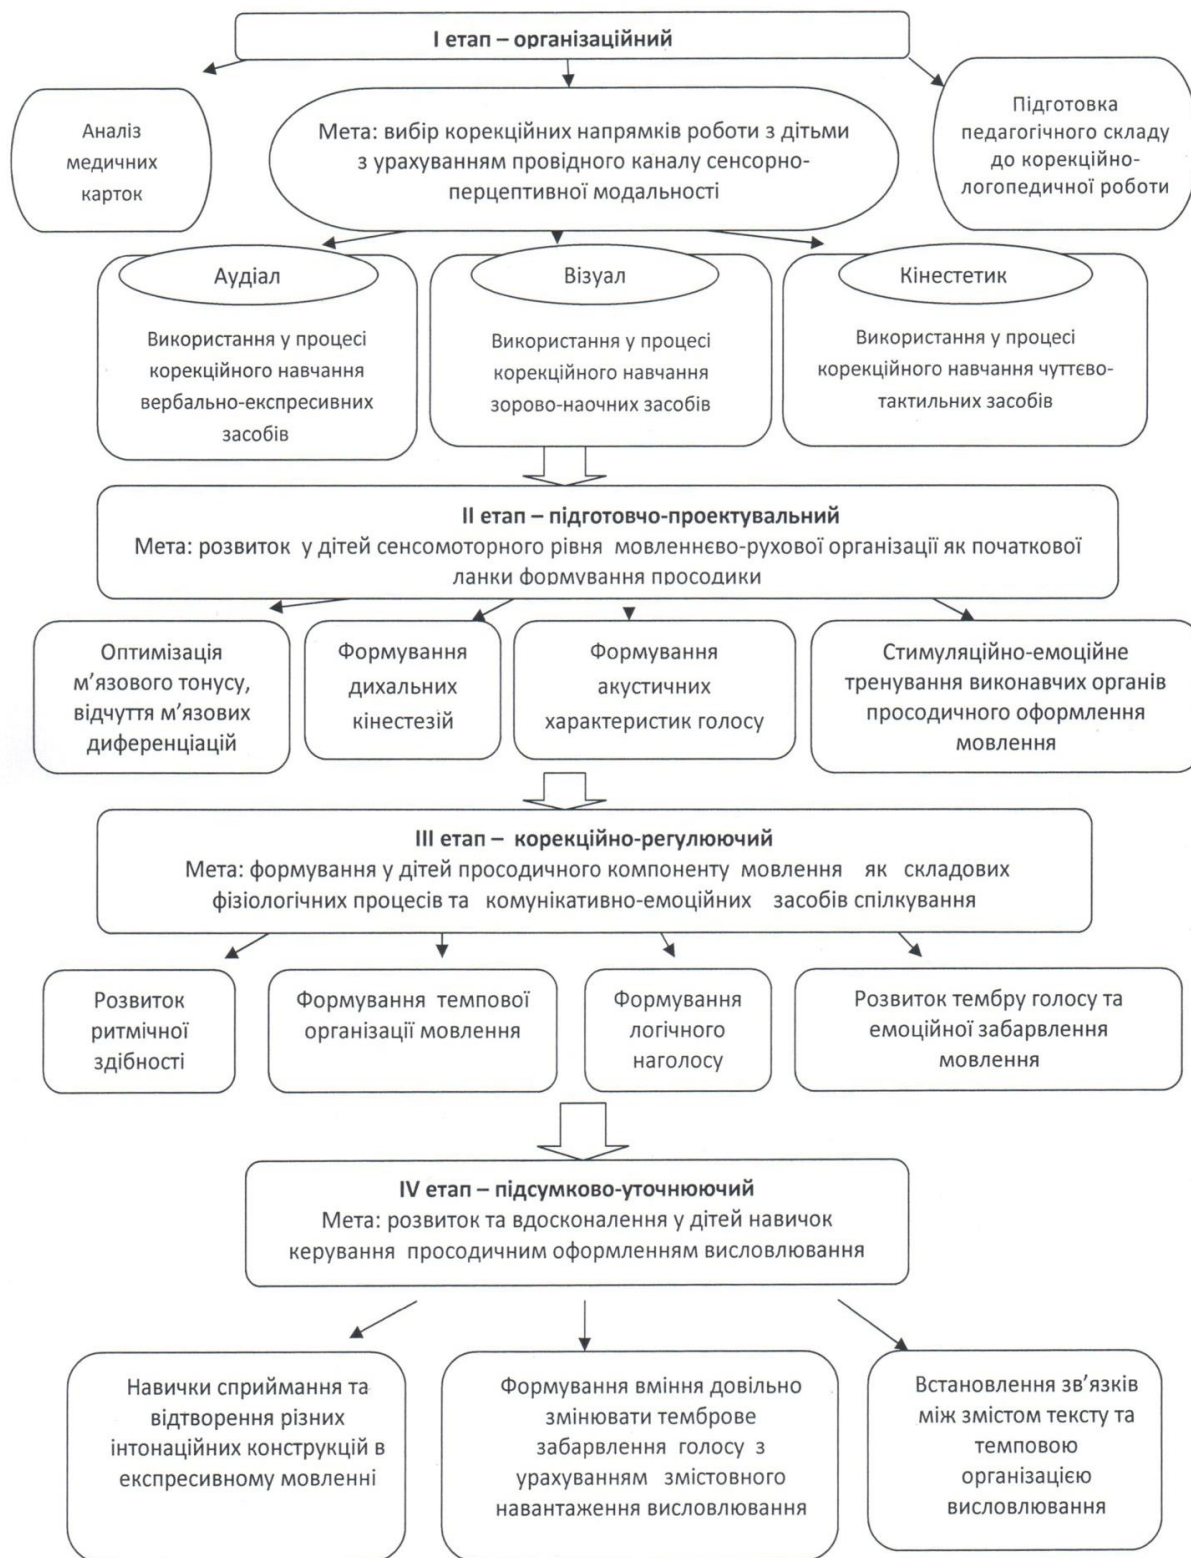 І етап – організаційний
Аналіз
медичних
карток
Мета: вибір корекційних напрямків роботи з дітьми
з урахуванням провідного каналу сенсорно-
перцептивної модальності
Підготовка
педагогічного складу
до корекційно-
логопедичної роботи
Аудіал
Використання у процесі
корекційного навчання
вербально-експресивних
засобів
Візуал
Використання у процесі
корекційного навчання
зорово-наочних засобів
Кінестетик
Використання у процесі
корекційного навчання чуттєво-
тактильних засобів
ІІ етап – підготовчо-проектувальний
Мета: розвиток у дітей сенсомоторного рівня мовленнєво-рухової організації як початкової
ланки формування просодики
Оптимізація
м’язового тонусу,
відчуття м’язових
диференціацій
Формування
дихальних
кінестезій
Формування
акустичних
характеристик голосу
Стимуляційно-емоційне
тренування виконавчих органів
просодичного оформлення
мовлення
ІІІ етап – корекційно-регулюючий
Мета: формування у дітей просодичного компоненту мовлення як складових
фізіологічних процесів та комунікативно-емоційних засобів спілкування
Розвиток
ритмічної
здібності
Формування темпової
організації мовлення
Формування
логічного
наголосу
Розвиток тембру голосу та
емоційної забарвлення
мовлення
IV етап – підсумково-уточнюючий
Мета: розвиток та вдосконалення у дітей навичок
керування просодичним оформленням висловлювання
Навички сприймання та
відтворення різних
інтонаційних конструкцій в
експресивному мовленні
Формування вміння довільно
змінювати темброве
забарвлення голосу з
урахуванням змістовного
навантаження висловлювання
Встановлення зв’язків
між змістом тексту та
темповою
організацією
висловлювання